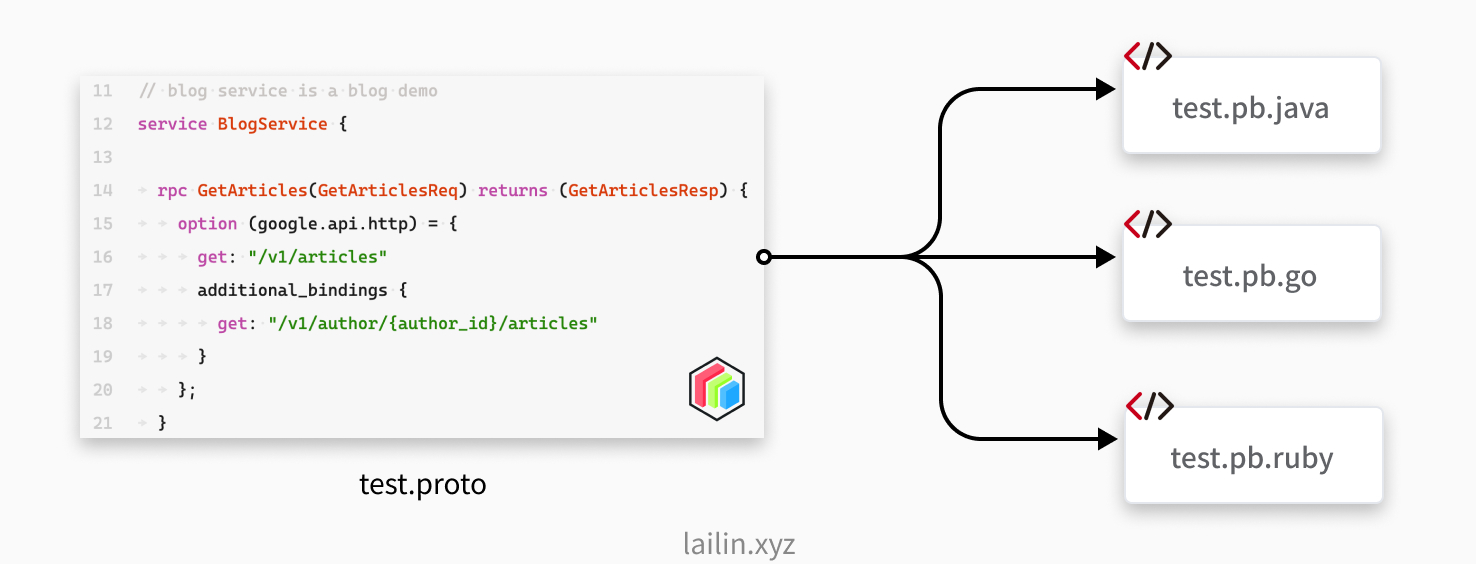 11 // blog service is a blog demo
12 service BlogService {
13
14 rpc GetArticles(GetArticlesReq) returns (GetArticlesResp) {
15 option (google.api.http) = {
16 get: "/v1/articles"
17 additional_bindings {
18 get: "/v1/author/{author_id}/articles"
19 }
20 };
21 }
test.proto
</> test.pb.java
</> test.pb.go
</> test.pb.ruby
lailin.xyz